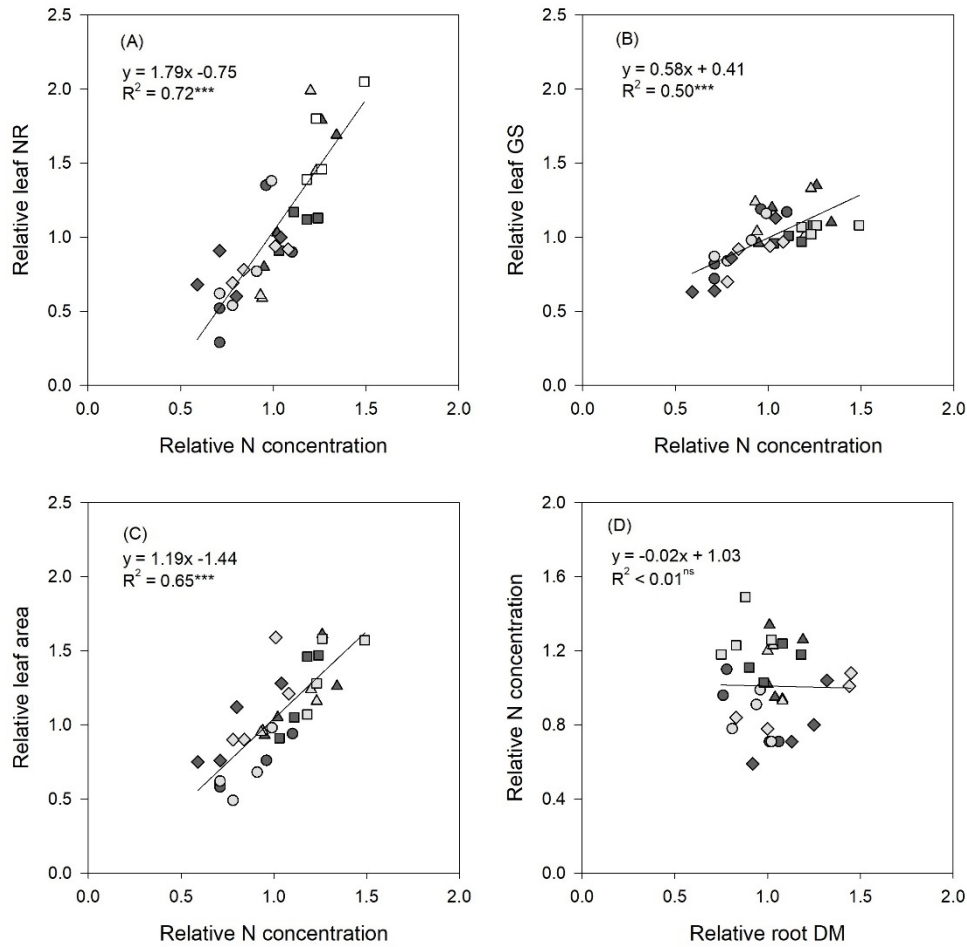 2.5
2.0
1.5
1.0
0.5
0.0
(A)
y = 1.79x -0.75
R² = 0.72***
Relative leaf NR
0.0 0.5 1.0 1.5 2.0
Relative N concentration
2.5
2.0
1.5
1.0
0.5
0.0
(B)
y = 0.58x + 0.41
R² = 0.50***
Relative leaf GS
0.0 0.5 1.0 1.5 2.0
Relative N concentration
2.5
2.0
1.5
1.0
0.5
0.0
(C)
y = 1.19x -1.44
R² = 0.65***
Relative leaf area
0.0 0.5 1.0 1.5 2.0
Relative N concentration
2.0
1.6
1.2
0.8
0.4
0.0
(D)
y = -0.02x + 1.03
R² < 0.01ⁿˢ
Relative N concentration
0.0 0.5 1.0 1.5 2.0
Relative root DM